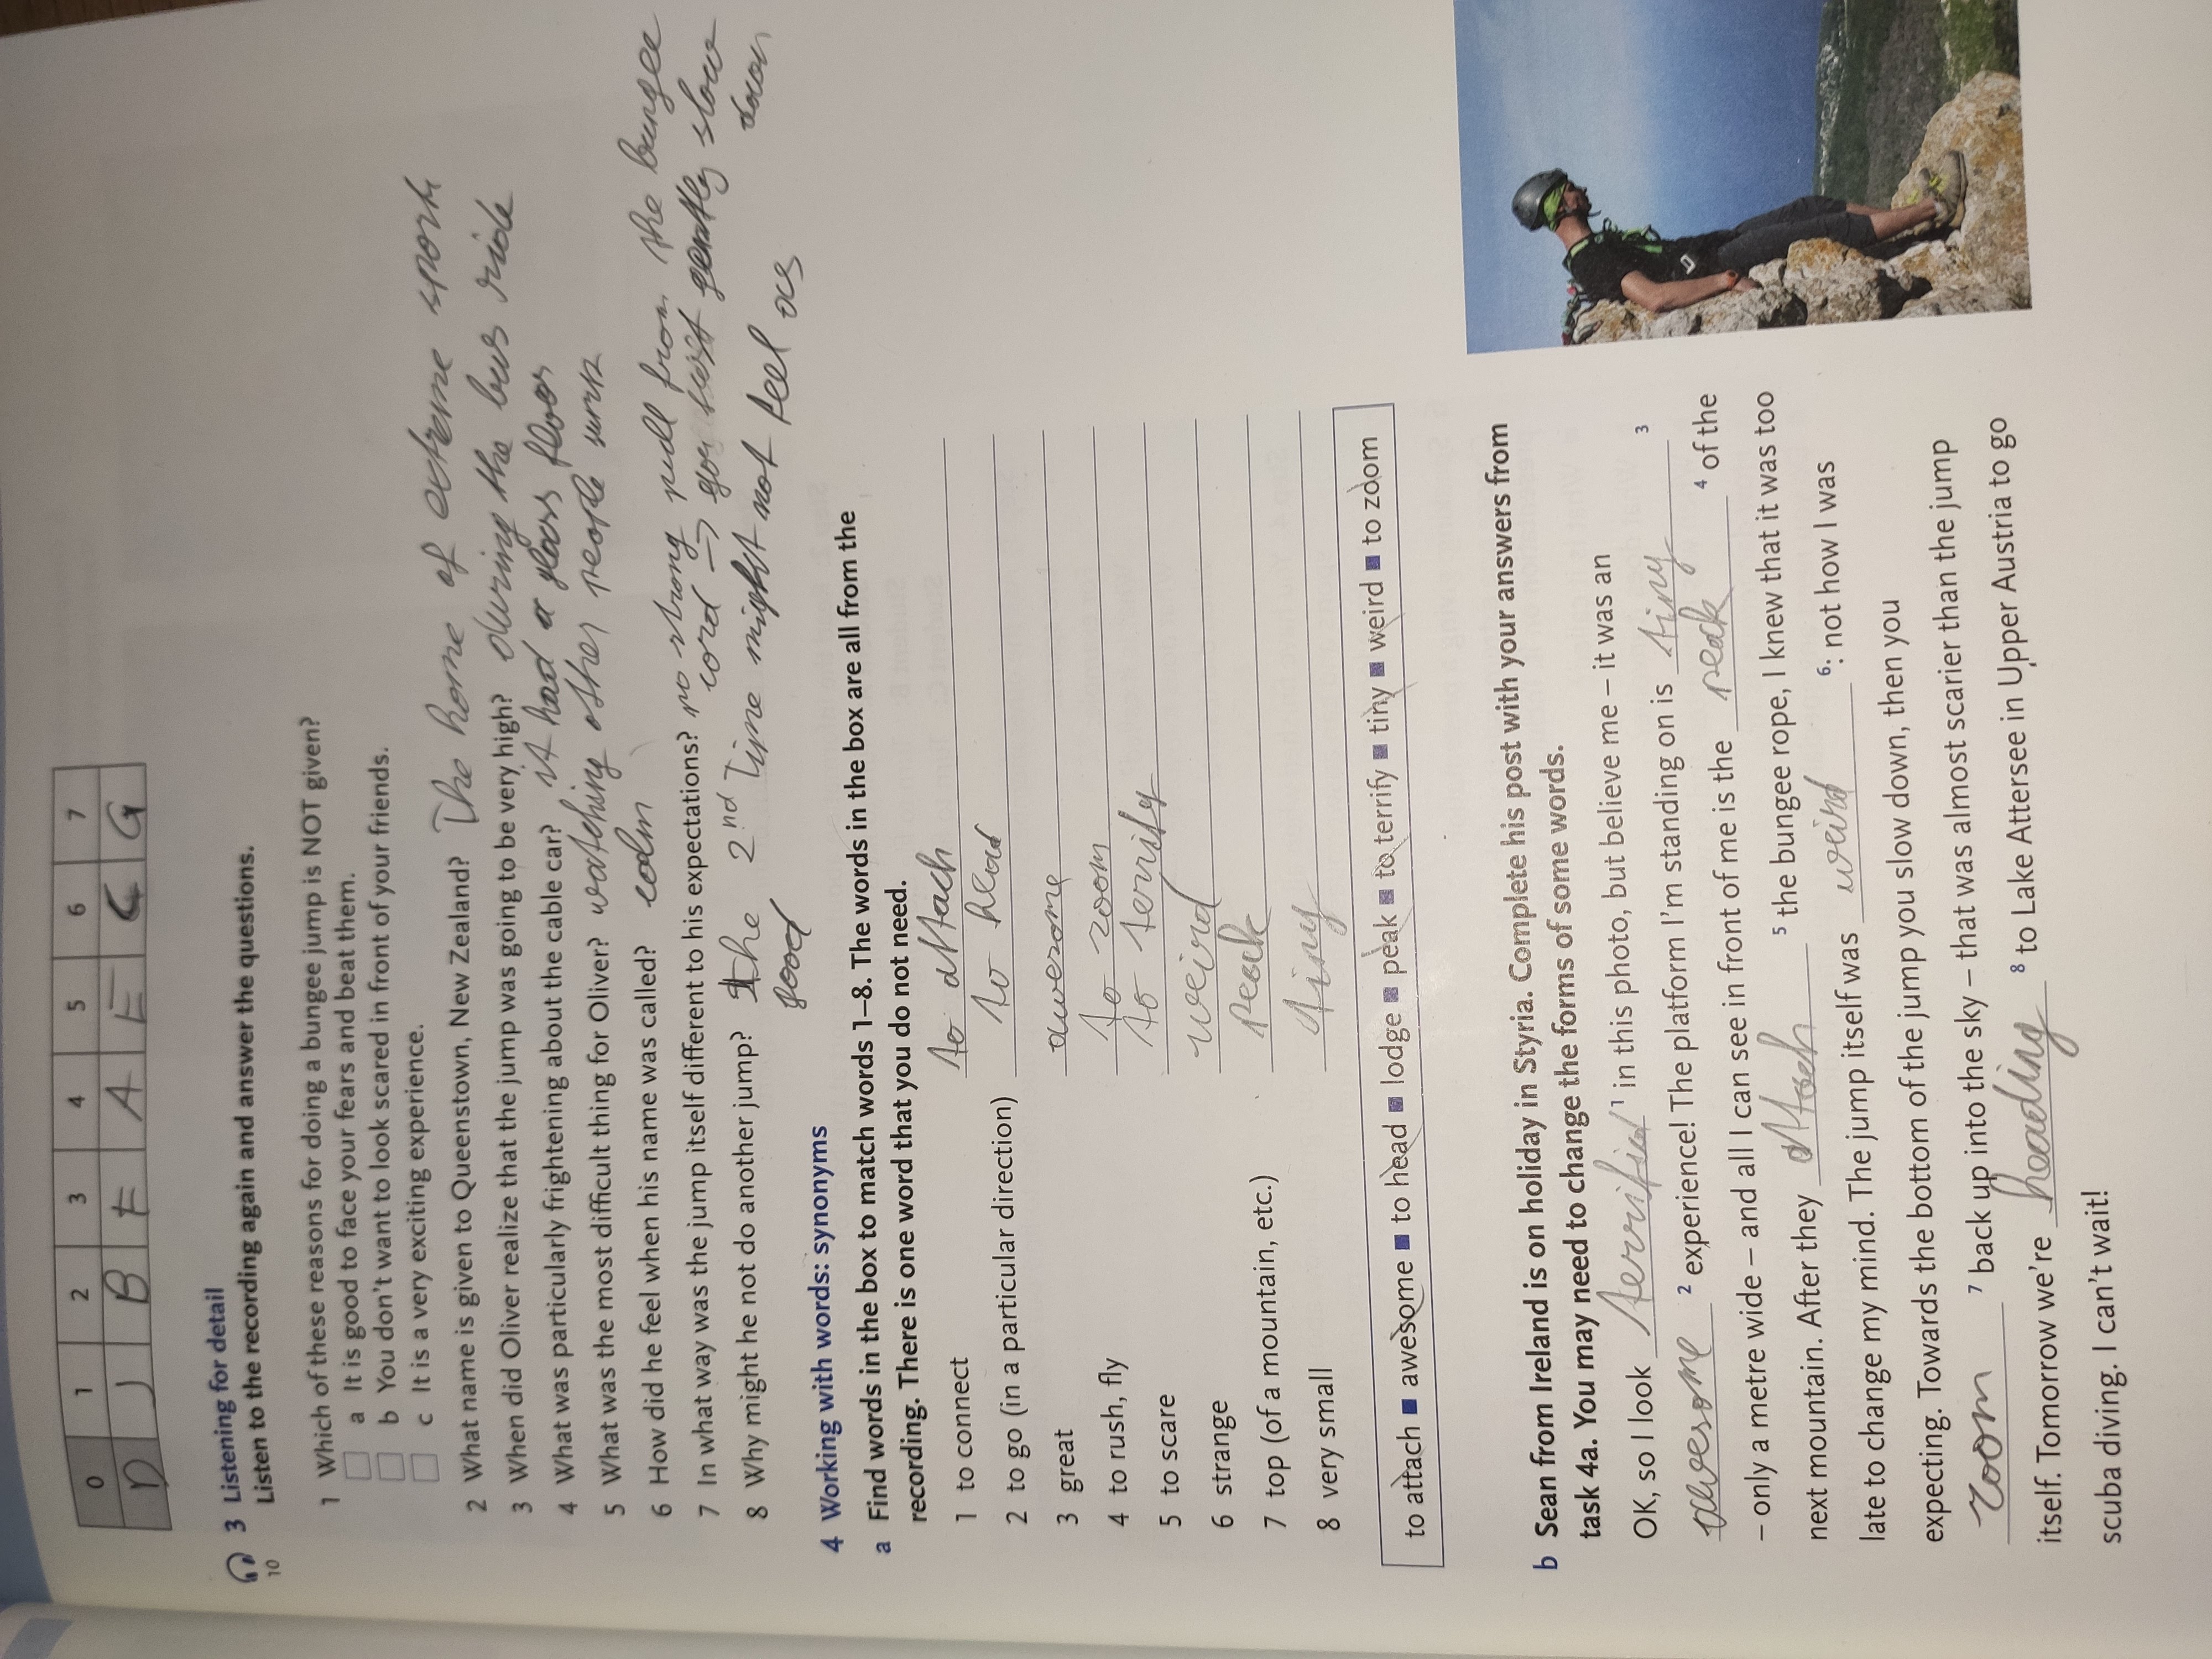 0 1 2 3 4 5 6 7
D J B F A E C G
3 Listening for detail
10
Listen to the recording again and answer the questions.
1 Which of these reasons for doing a bungee jump is NOT given?
a It is good to face your fears and beat them.
b You don't want to look scared in front of your friends.
c It is a very exciting experience.
2 What name is given to Queenstown, New Zealand? The home of extreme sports
3 When did Oliver realize that the jump was going to be very high? during the bus ride
4 What was particularly frightening about the cable car? it had a glass floor
5 What was the most difficult thing for Oliver? watching other people jump
6 How did he feel when his name was called? calm
7 In what way was the jump itself different to his expectations? no strong pull from the bungee
cord → you just gently slow
down
8 Why might he not do another jump? The 2nd Time might not feel as
good
4 Working with words: synonyms
a Find words in the box to match words 1–8. The words in the box are all from the
recording. There is one word that you do not need.
1 to connect to attach
2 to go (in a particular direction) to head
3 great awesome
4 to rush, fly to zoom
5 to scare to terrify
6 strange weird
7 top (of a mountain, etc.) peak
8 very small tiny
to attach ■ awesome ■ to head ■ lodge ■ peak ■ to terrify ■ tiny ■ weird ■ to zoom
b Sean from Ireland is on holiday in Styria. Complete his post with your answers from
task 4a. You may need to change the forms of some words.
OK, so I look terrified 1 in this photo, but believe me – it was an
awesome 2 experience! The platform I'm standing on is tiny 3
– only a metre wide – and all I can see in front of me is the peak 4 of the
next mountain. After they attach 5 the bungee rope, I knew that it was too
late to change my mind. The jump itself was weird 6: not how I was
expecting. Towards the bottom of the jump you slow down, then you
zoom 7 back up into the sky – that was almost scarier than the jump
itself. Tomorrow we're heading 8 to Lake Attersee in Upper Austria to go
scuba diving. I can't wait!